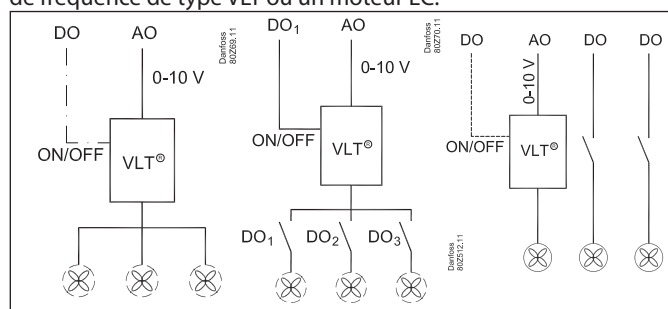 de fréquence de type VLT ou un moteur EC.
DO AO
0-10 V
ON/OFF
VLT®
Danfoss
80Z69.11
DO1 AO
0-10 V
ON/OFF
VLT®
DO1 DO2 DO3
Danfoss
80Z70.11
DO AO DO DO
0-10 V
ON/OFF
VLT®
Danfoss
80Z512.11